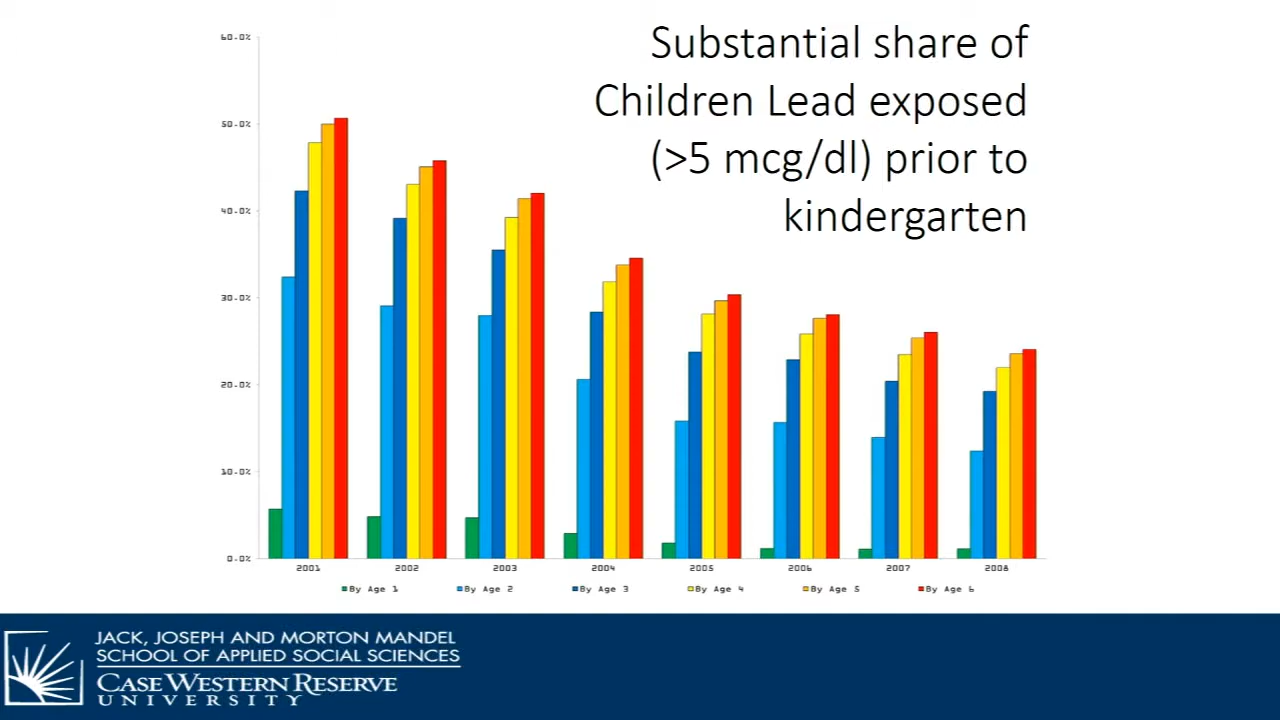 Substantial share of
Children Lead exposed
(>5 mcg/dl) prior to
kindergarten
60.0%
50.0%
40.0%
30.0%
20.0%
10.0%
0.0%
2001 2002 2003 2004 2005 2006 2007 2008
By Age 1 By Age 2 By Age 3 By Age 4 By Age 5 By Age 6
JACK, JOSEPH AND MORTON MANDEL
SCHOOL OF APPLIED SOCIAL SCIENCES
CASE WESTERN RESERVE
UNIVERSITY